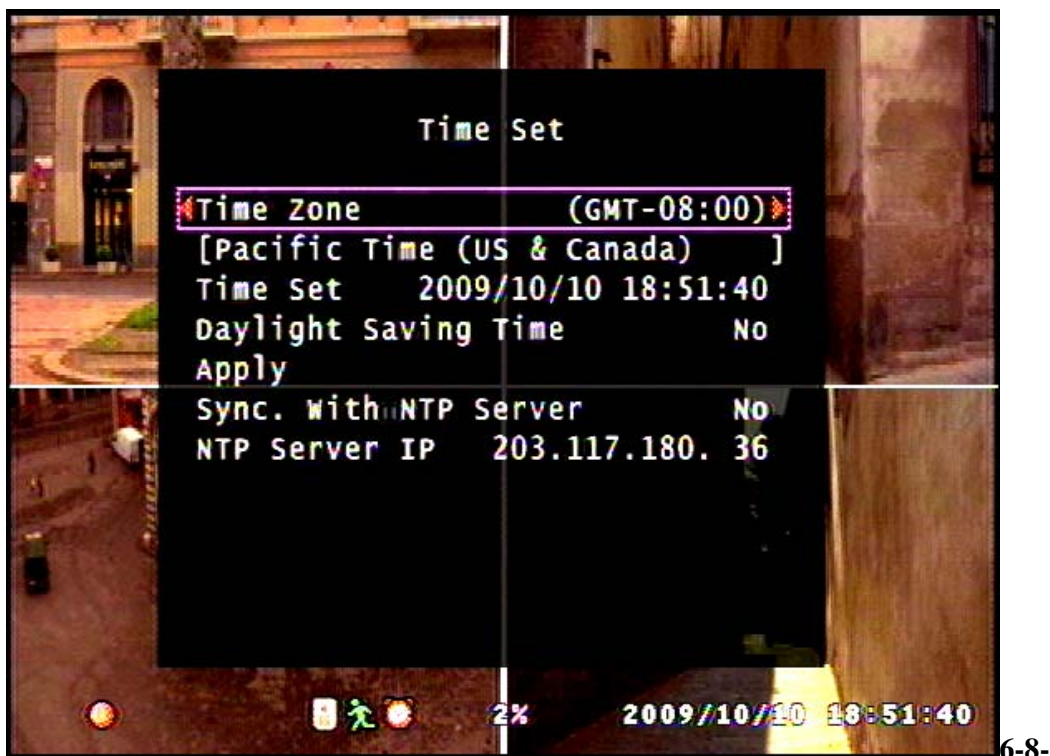 Time Set
Time Zone (GMT-08:00)
[Pacific Time (US & Canada) ]
Time Set 2009/10/10 18:51:40
Daylight Saving Time No
Apply
Sync. With NTP Server No
NTP Server IP 203.117.180. 36
2% 2009/10/10 18:51:40
6-8-